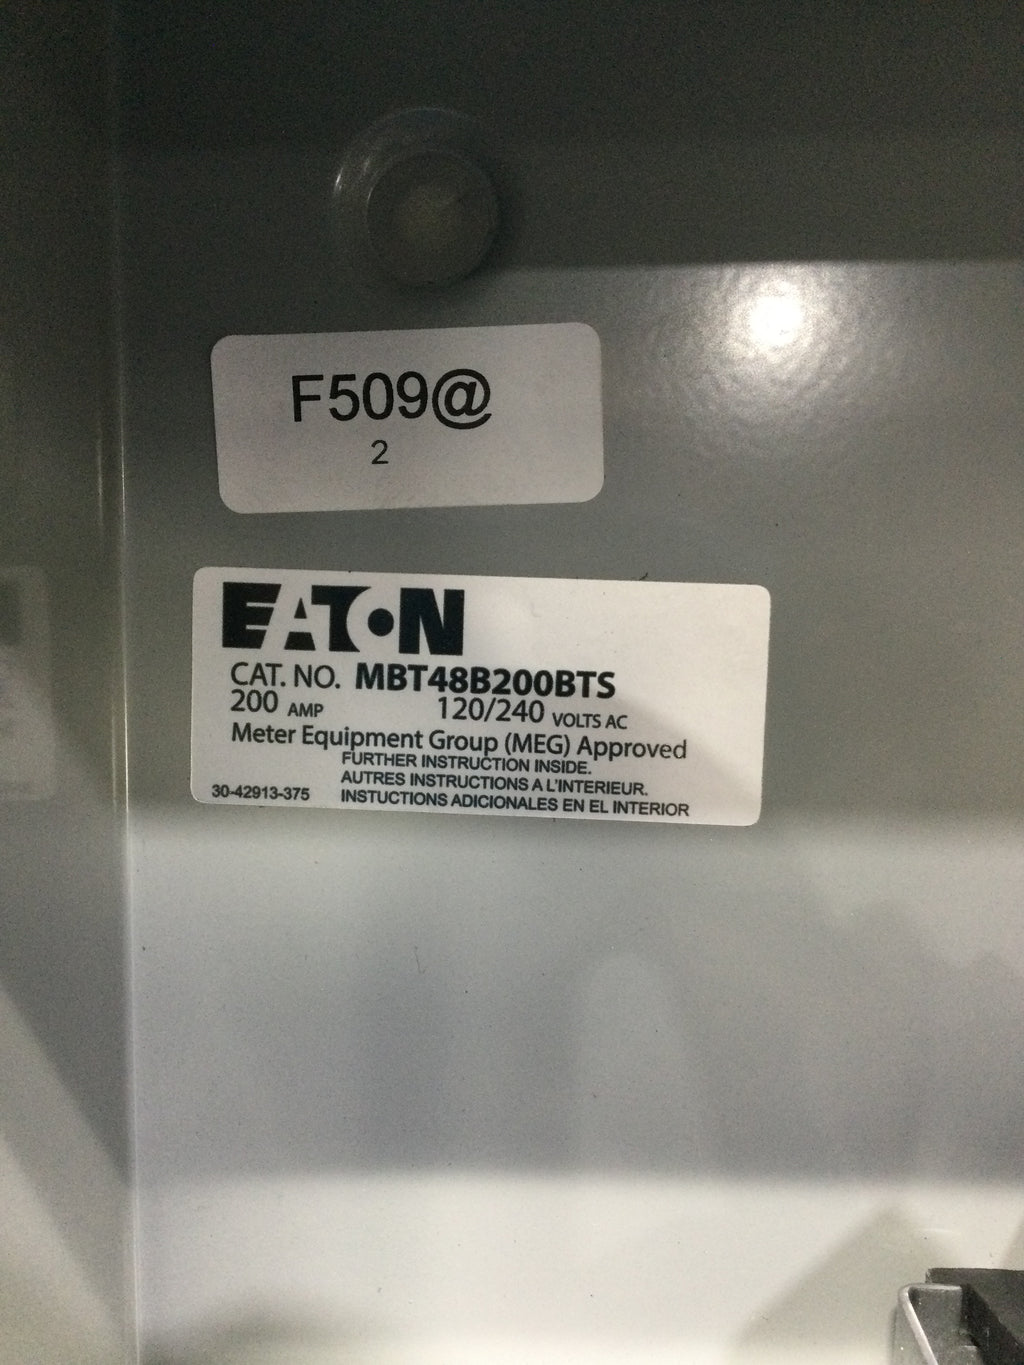 F509@
2
EATON
CAT. NO. MBT48B200BTS
200 AMP 120/240 VOLTS AC
Meter Equipment Group (MEG) Approved
FURTHER INSTRUCTION INSIDE.
AUTRES INSTRUCTIONS A L'INTERIEUR.
30-42913-375 INSTUCTIONS ADICIONALES EN EL INTERIOR